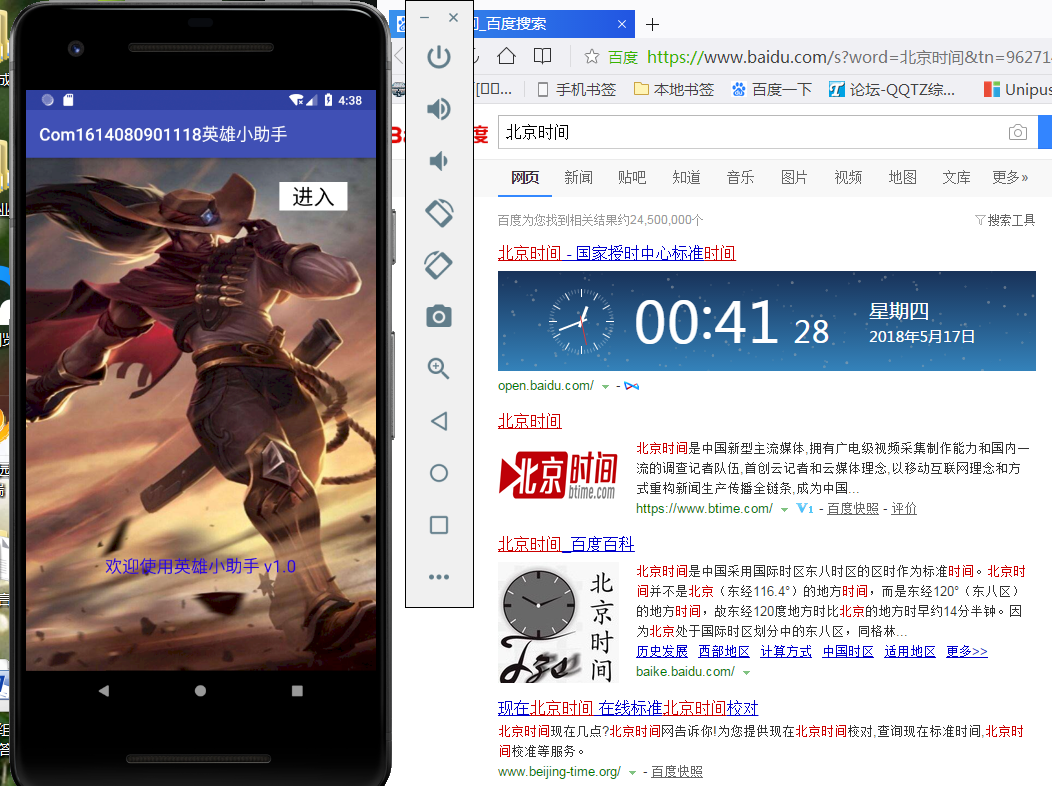 4:38
Com1614080901118英雄小助手
进入
欢迎使用英雄小助手 v1.0
_百度搜索
百度 https://www.baidu.com/s?word=北京时间&tn=9627
手机书签 本地书签 百度一下 论坛-QQTZ综... Unipus
北京时间
网页 新闻 贴吧 知道 音乐 图片 视频 地图 文库 更多»
百度为您找到相关结果约24,500,000个 搜索工具
北京时间 - 国家授时中心标准时间
00:41 28
星期四
2018年5月17日
open.baidu.com/ -
北京时间
北京时间
btime.com
北京时间是中国新型主流媒体,拥有广电级视频采集制作能力和国内一
流的调查记者队伍,首创云记者和云媒体理念,以移动互联网理念和方
式重构新闻生产传播全链条,成为中国...
https://www.btime.com/ V1 - 百度快照 - 评价
北京时间_百度百科
北京时间
北京时间是中国采用国际时区东八时区的区时作为标准时间。北京时
间并不是北京（东经116.4°）的地方时间，而是东经120°（东八区）
的地方时间，故东经120度地方时比北京的地方时早约14分半钟。因
为北京处于国际时区划分中的东八区，同格林...
历史发展 西部地区 计算方式 中国时区 适用地区 更多>>
baike.baidu.com/
现在北京时间 在线标准北京时间校对
北京时间现在几点?北京时间网告诉你!为您提供现在北京时间校对,查询现在标准时间,北京时
间校准等服务。
www.beijing-time.org/ - 百度快照